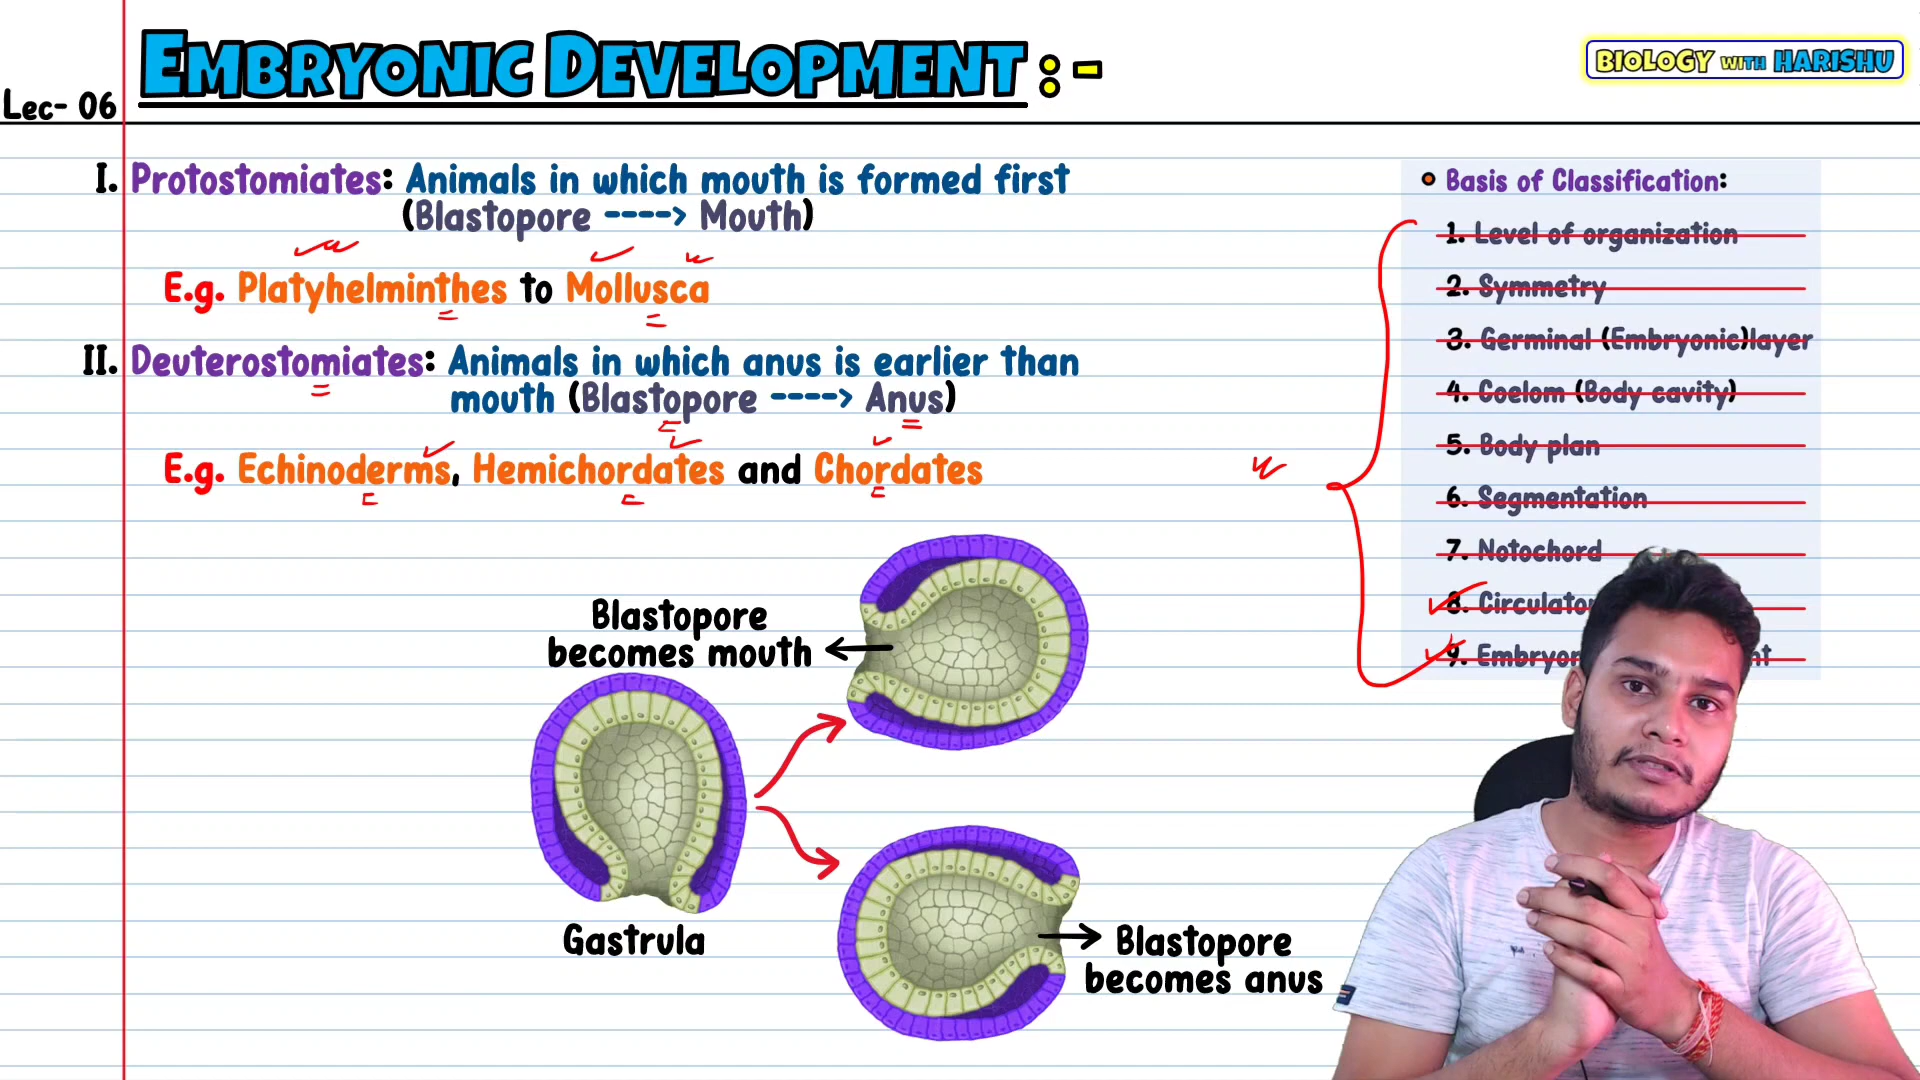 EMBRYONIC DEVELOPMENT :-
BIOLOGY WITH HARISHU
Lec- 06
I. Protostomiates: Animals in which mouth is formed first
(Blastopore ----> Mouth)
E.g. Platyhelminthes to Mollusca
II. Deuterostomiates: Animals in which anus is earlier than
mouth (Blastopore ----> Anus)
E.g. Echinoderms, Hemichordates and Chordates
Basis of Classification:
1. Level of organization
2. Symmetry
3. Germinal (Embryonic)layer
4. Coelom (Body cavity)
5. Body plan
6. Segmentation
7. Notochord
8.
9.
Blastopore
becomes mouth
Gastrula
Blastopore
becomes anus